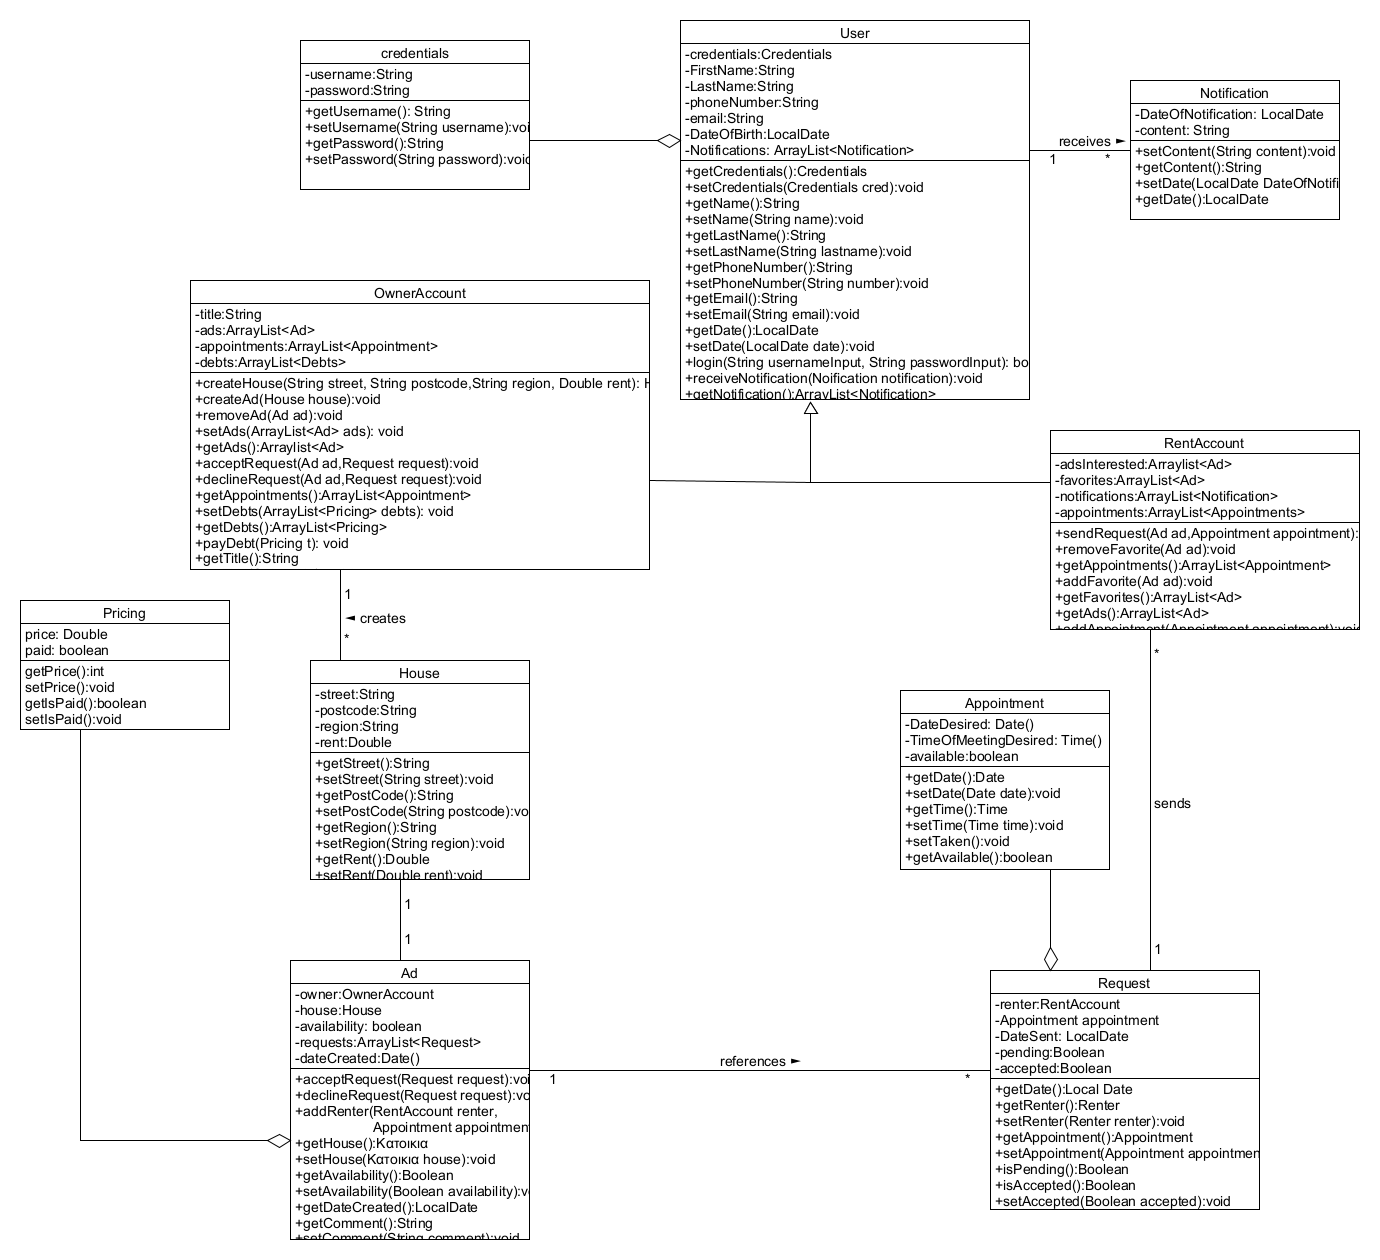 credentials
-username:String
-password:String
+getUsername(): String
+setUsername(String username):voi
+getPassword():String
+setPassword(String password):void
User
-credentials:Credentials
-FirstName:String
-LastName:String
-phoneNumber:String
-email:String
-DateOfBirth:LocalDate
-Notifications: ArrayList<Notification>
+getCredentials():Credentials
+setCredentials(Credentials cred):void
+getName():String
+setName(String name):void
+getLastName():String
+setLastName(String lastname):void
+getPhoneNumber():String
+setPhoneNumber(String number):void
+getEmail():String
+setEmail(String email):void
+getDate():LocalDate
+setDate(LocalDate date):void
+login(String usernameInput, String passwordInput): bo
+receiveNotification(Noification notification):void
+getNotification():ArrayList<Notification>
receives ►
1 *
Notification
-DateOfNotification: LocalDate
-content: String
+setContent(String content):void
+getContent():String
+setDate(LocalDate DateOfNotifi
+getDate():LocalDate
OwnerAccount
-title:String
-ads:ArrayList<Ad>
-appointments:ArrayList<Appointment>
-debts:ArrayList<Debts>
+createHouse(String street, String postcode,String region, Double rent): H
+createAd(House house):void
+removeAd(Ad ad):void
+setAds(ArrayList<Ad> ads): void
+getAds():Arraylist<Ad>
+acceptRequest(Ad ad,Request request):void
+declineRequest(Ad ad,Request request):void
+getAppointments():ArrayList<Appointment>
+setDebts(ArrayList<Pricing> debts): void
+getDebts():ArrayList<Pricing>
+payDebt(Pricing t): void
+getTitle():String
RentAccount
-adsInterested:Arraylist<Ad>
-favorites:ArrayList<Ad>
-notifications:ArrayList<Notification>
-appointments:ArrayList<Appointments>
+sendRequest(Ad ad,Appointment appointment):
+removeFavorite(Ad ad):void
+getAppointments():ArrayList<Appointment>
+addFavorite(Ad ad):void
+getFavorites():ArrayList<Ad>
+getAds():ArrayList<Ad>
+addAppointment(Appointment appointment):void
1
◄ creates
*
Pricing
price: Double
paid: boolean
getPrice():int
setPrice():void
getIsPaid():boolean
setIsPaid():void
House
-street:String
-postcode:String
-region:String
-rent:Double
+getStreet():String
+setStreet(String street):void
+getPostCode():String
+setPostCode(String postcode):vo
+getRegion():String
+setRegion(String region):void
+getRent():Double
+setRent(Double rent):void
Appointment
-DateDesired: Date()
-TimeOfMeetingDesired: Time()
-available:boolean
+getDate():Date
+setDate(Date date):void
+getTime():Time
+setTime(Time time):void
+setTaken():void
+getAvailable():boolean
*
sends
1
1
1
Ad
-owner:OwnerAccount
-house:House
-availability: boolean
-requests:ArrayList<Request>
-dateCreated:Date()
+acceptRequest(Request request):voi
+declineRequest(Request request):vo
+addRenter(RentAccount renter,
Appointment appointment
+getHouse():Κατοικια
+setHouse(Κατοικια house):void
+getAvailability():Boolean
+setAvailability(Boolean availability):v
+getDateCreated():LocalDate
+getComment():String
+setComment(String comment):void
references ►
1 *
Request
-renter:RentAccount
-Appointment appointment
-DateSent: LocalDate
-pending:Boolean
-accepted:Boolean
+getDate():Local Date
+getRenter():Renter
+setRenter(Renter renter):void
+getAppointment():Appointment
+setAppointment(Appointment appointmen
+isPending():Boolean
+isAccepted():Boolean
+setAccepted(Boolean accepted):void